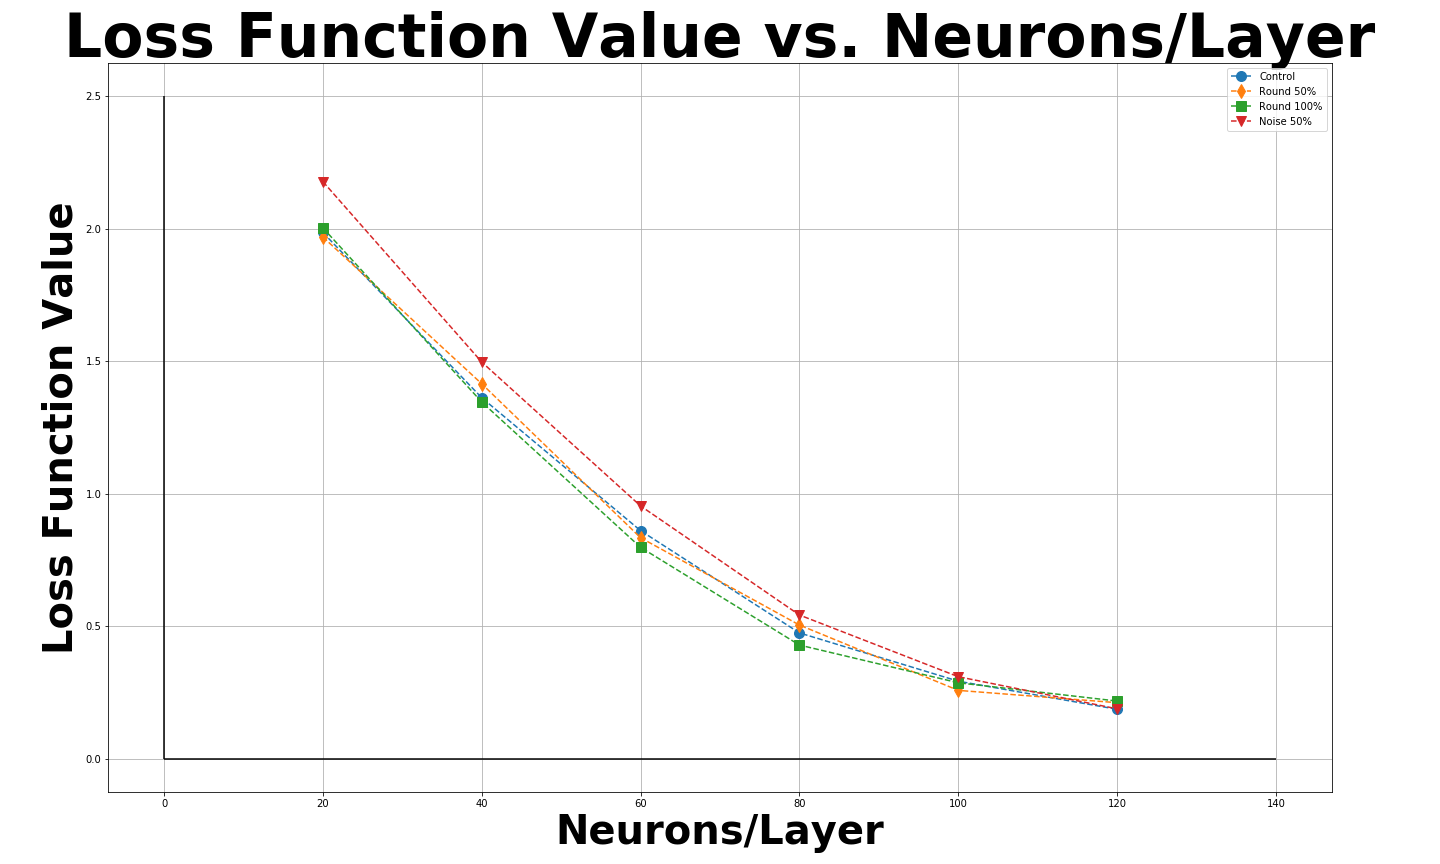 Loss Function Value vs. Neurons/Layer
Control
Round 50%
Round 100%
Noise 50%
Loss Function Value
2.5
2.0
1.5
1.0
0.5
0.0
0 20 40 60 80 100 120 140
Neurons/Layer